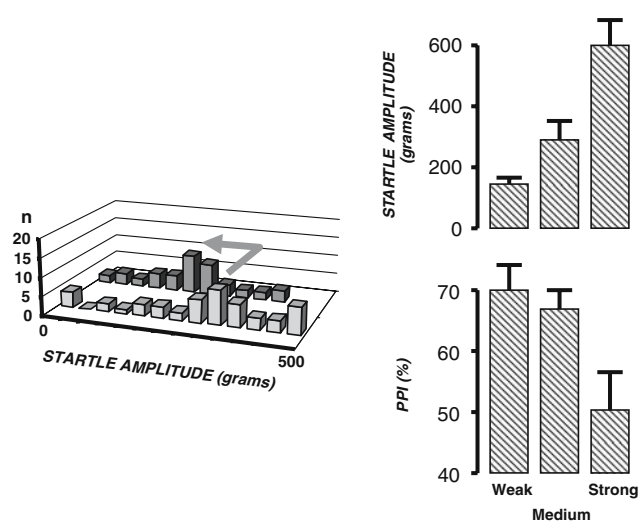 n
20
15
10
5
0
0
500
STARTLE AMPLITUDE (grams)
STARTLE AMPLITUDE
(grams)
600
400
200
0
PPI (%)
70
60
50
40
Weak
Strong
Medium